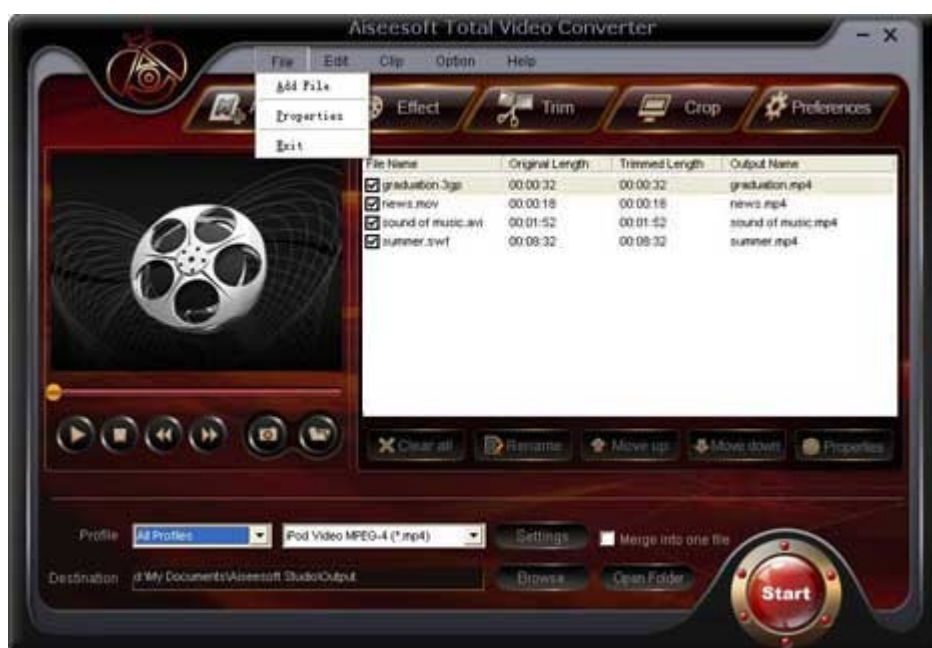 Aiseesoft Total Video Converter
File Edit Clip Option Help
Add File
Properties
Exit
Effect Trim Crop Preferences
File Name Original Length Trimmed Length Output Name
graduation.3gp 00:00:32 00:00:32 graduation.mp4
news.mov 00:00:18 00:00:18 news.mp4
sound of music.avi 00:01:52 00:01:52 sound of music.mp4
summer.swf 00:08:32 00:08:32 summer.mp4
Clear all Rename Move up Move down Properties
Profile All Profiles iPod Video MPEG-4 (*.mp4) Settings Merge into one file
Destination d:\My Documents\Aiseesoft Studio\Output Browse Open Folder
Start